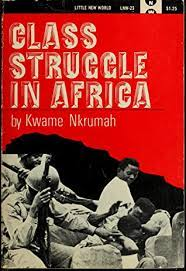 LITTLE NEW WORLD
LNW-23
$1.25
CLASS
STRUGGLE
IN AFRICA
by Kwame Nkrumah